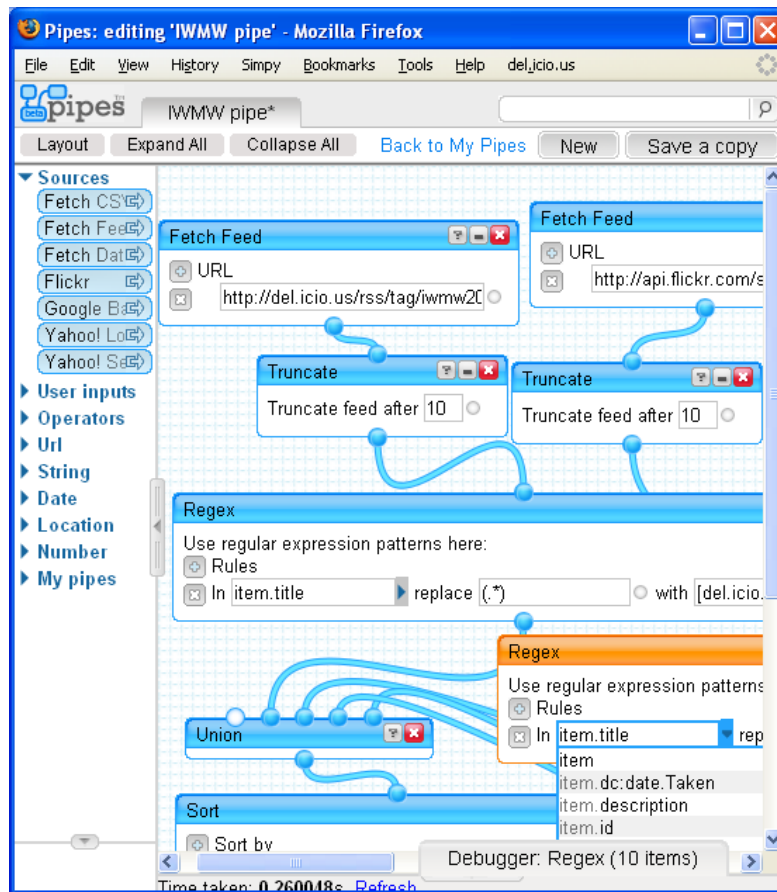 Pipes: editing 'IWMW pipe' - Mozilla Firefox
File Edit View History Simpy Bookmarks Tools Help del.icio.us
pipes beta TM IWMW pipe*
Layout Expand All Collapse All Back to My Pipes New Save a copy
Sources
Fetch CSV
Fetch Fee
Fetch Dat
Flickr
Google Ba
Yahoo! Lo
Yahoo! Se
User inputs
Operators
Url
String
Date
Location
Number
My pipes
Fetch Feed
URL
http://del.icio.us/rss/tag/iwmw20
Fetch Feed
URL
http://api.flickr.com/s
Truncate
Truncate feed after 10
Truncate
Truncate feed after 10
Regex
Use regular expression patterns here:
Rules
In item.title replace (.*) with [del.icio.
Regex
Use regular expression patterns
Rules
In item.title rep
item
item.dc:date.Taken
item.description
item.id
Union
Sort
Sort by
Debugger: Regex (10 items)
Time taken: 0.260048s Refresh